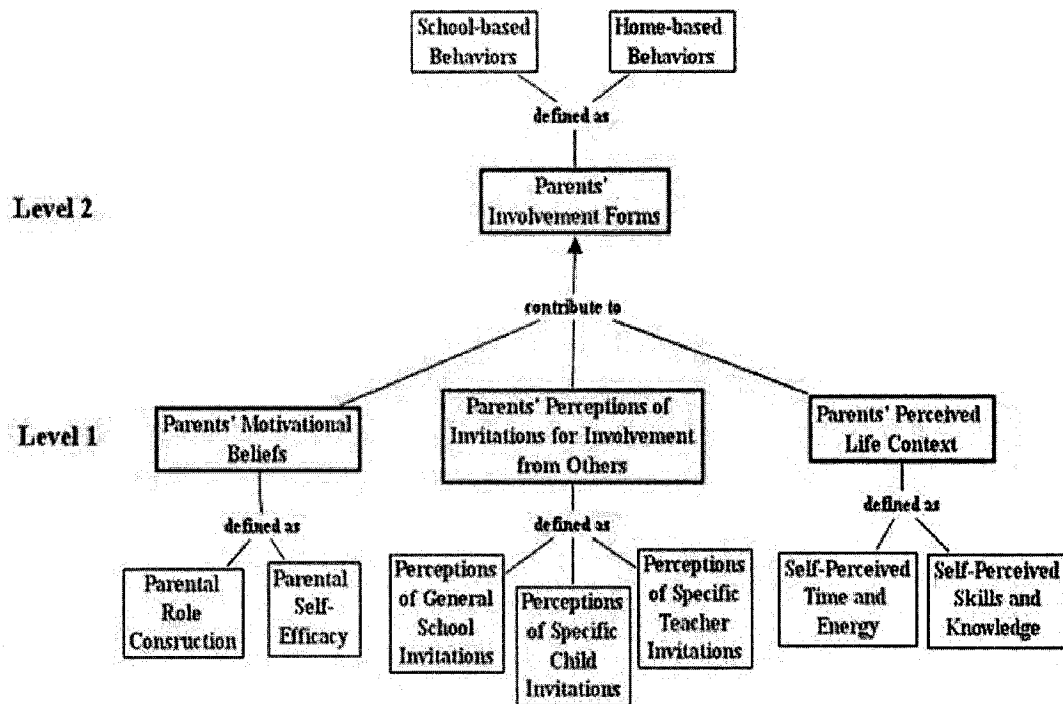 School-based
Behaviors
Home-based
Behaviors
defined as
Level 2
Parents'
Involvement Forms
contribute to
Level 1
Parents' Motivational
Beliefs
Parents' Perceptions of
Invitations for Involvement
from Others
Parents' Perceived
Life Context
defined as
defined as
defined as
Parental
Role
Consruction
Parental
Self-
Efficacy
Perceptions
of General
School
Invitations
Perceptions
of Specific
Child
Invitations
Perceptions
of Specific
Teacher
Invitations
Self-Perceived
Time and
Energy
Self-Perceived
Skills and
Knowledge